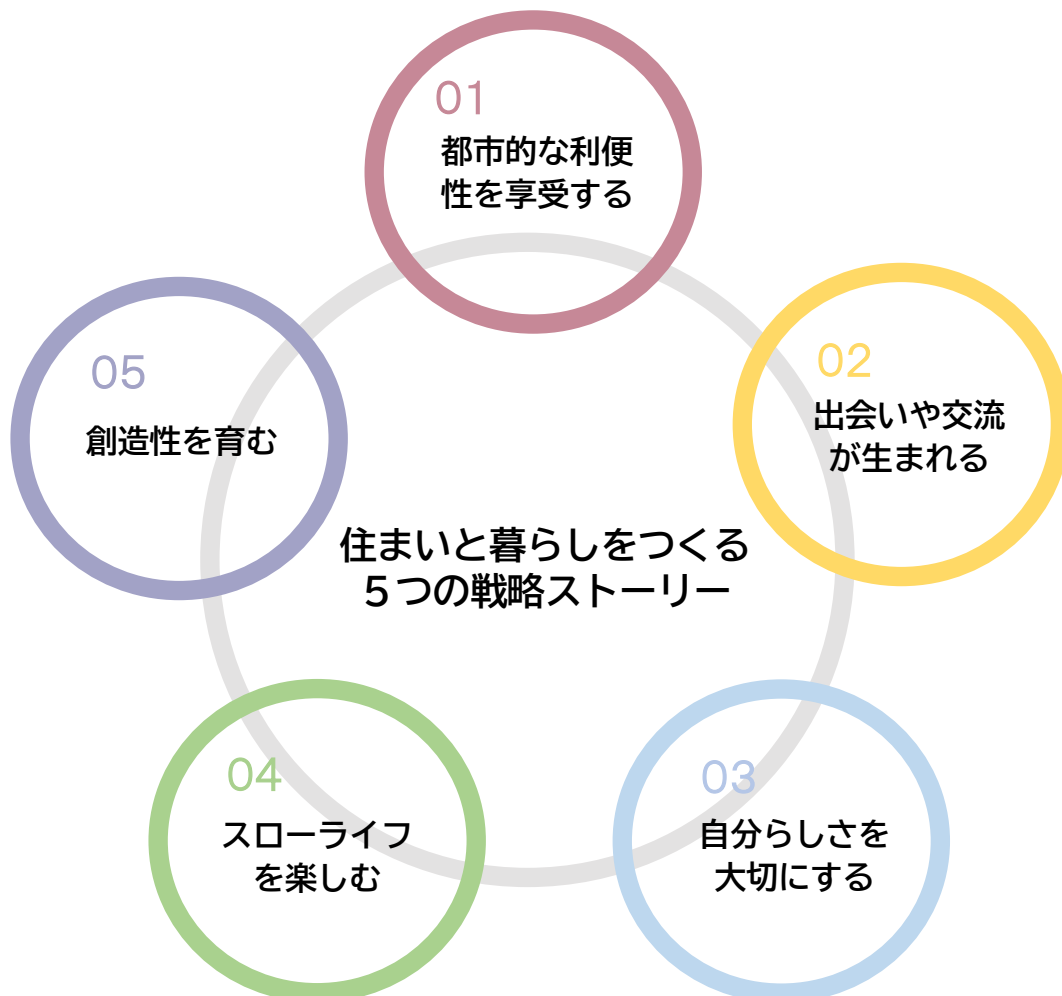 01
都市的な利便
性を享受する
02
出会いや交流
が生まれる
03
自分らしさを
大切にする
04
スローライフ
を楽しむ
05
創造性を育む
住まいと暮らしをつくる
５つの戦略ストーリー